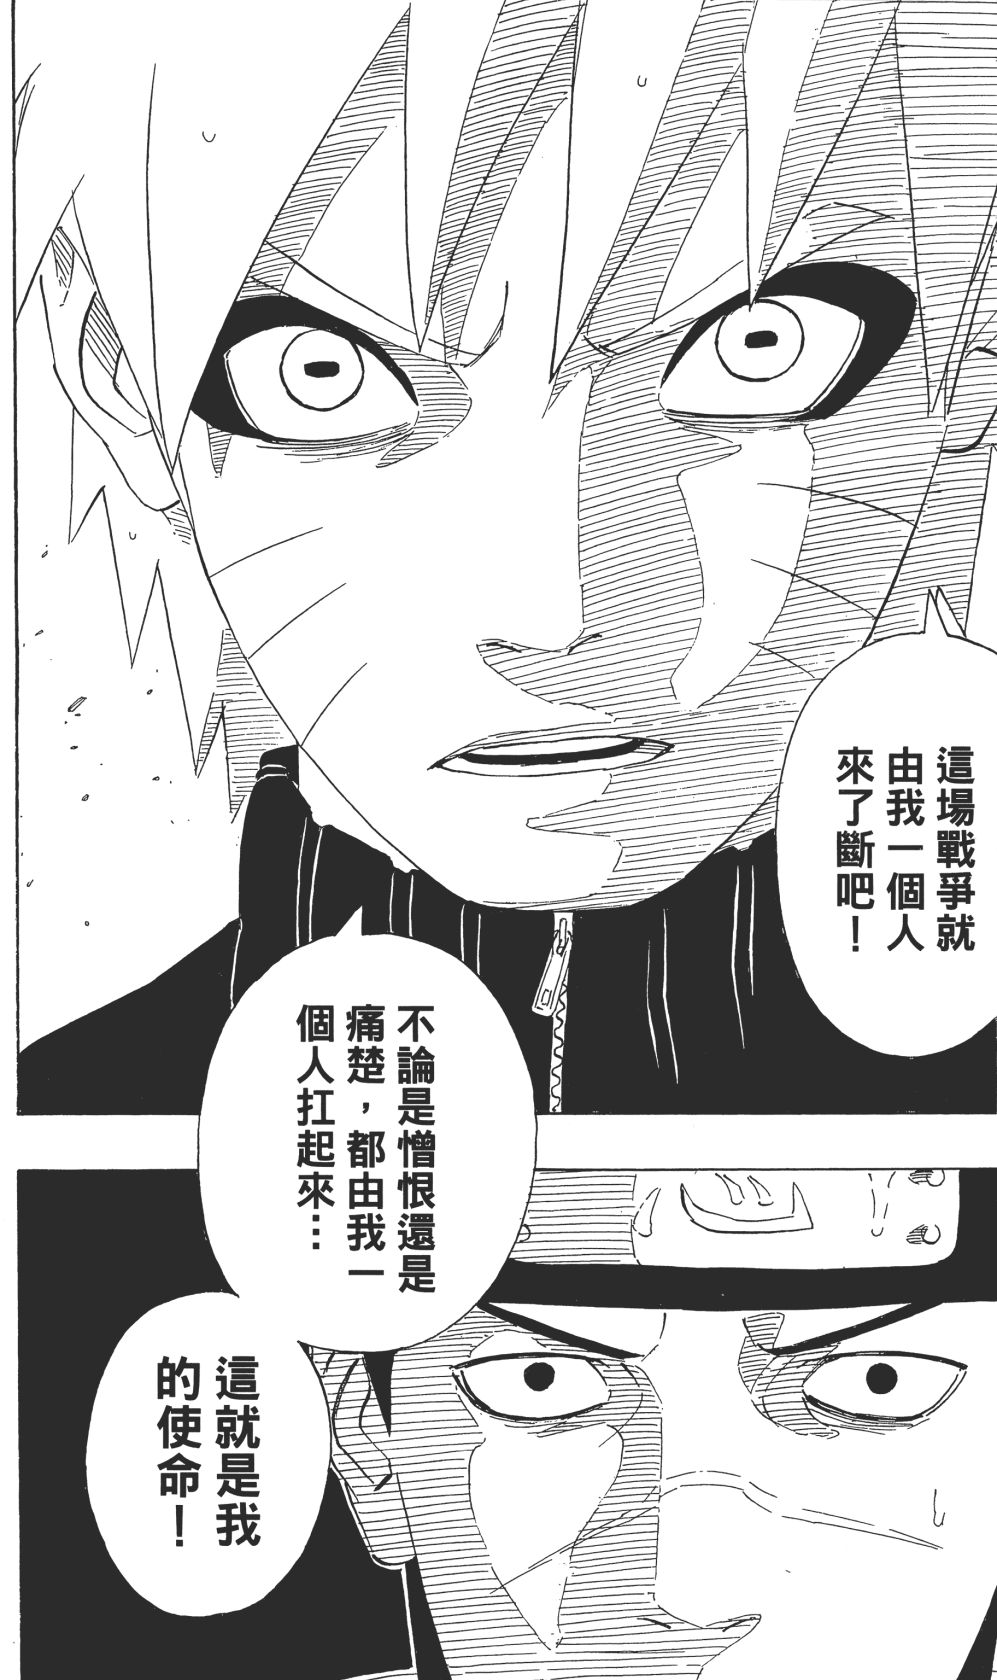 這場戰爭就
由我一個人
來了斷吧！
不論是憎恨還是
痛楚，都由我一
個人扛起來…
這就是我
的使命！